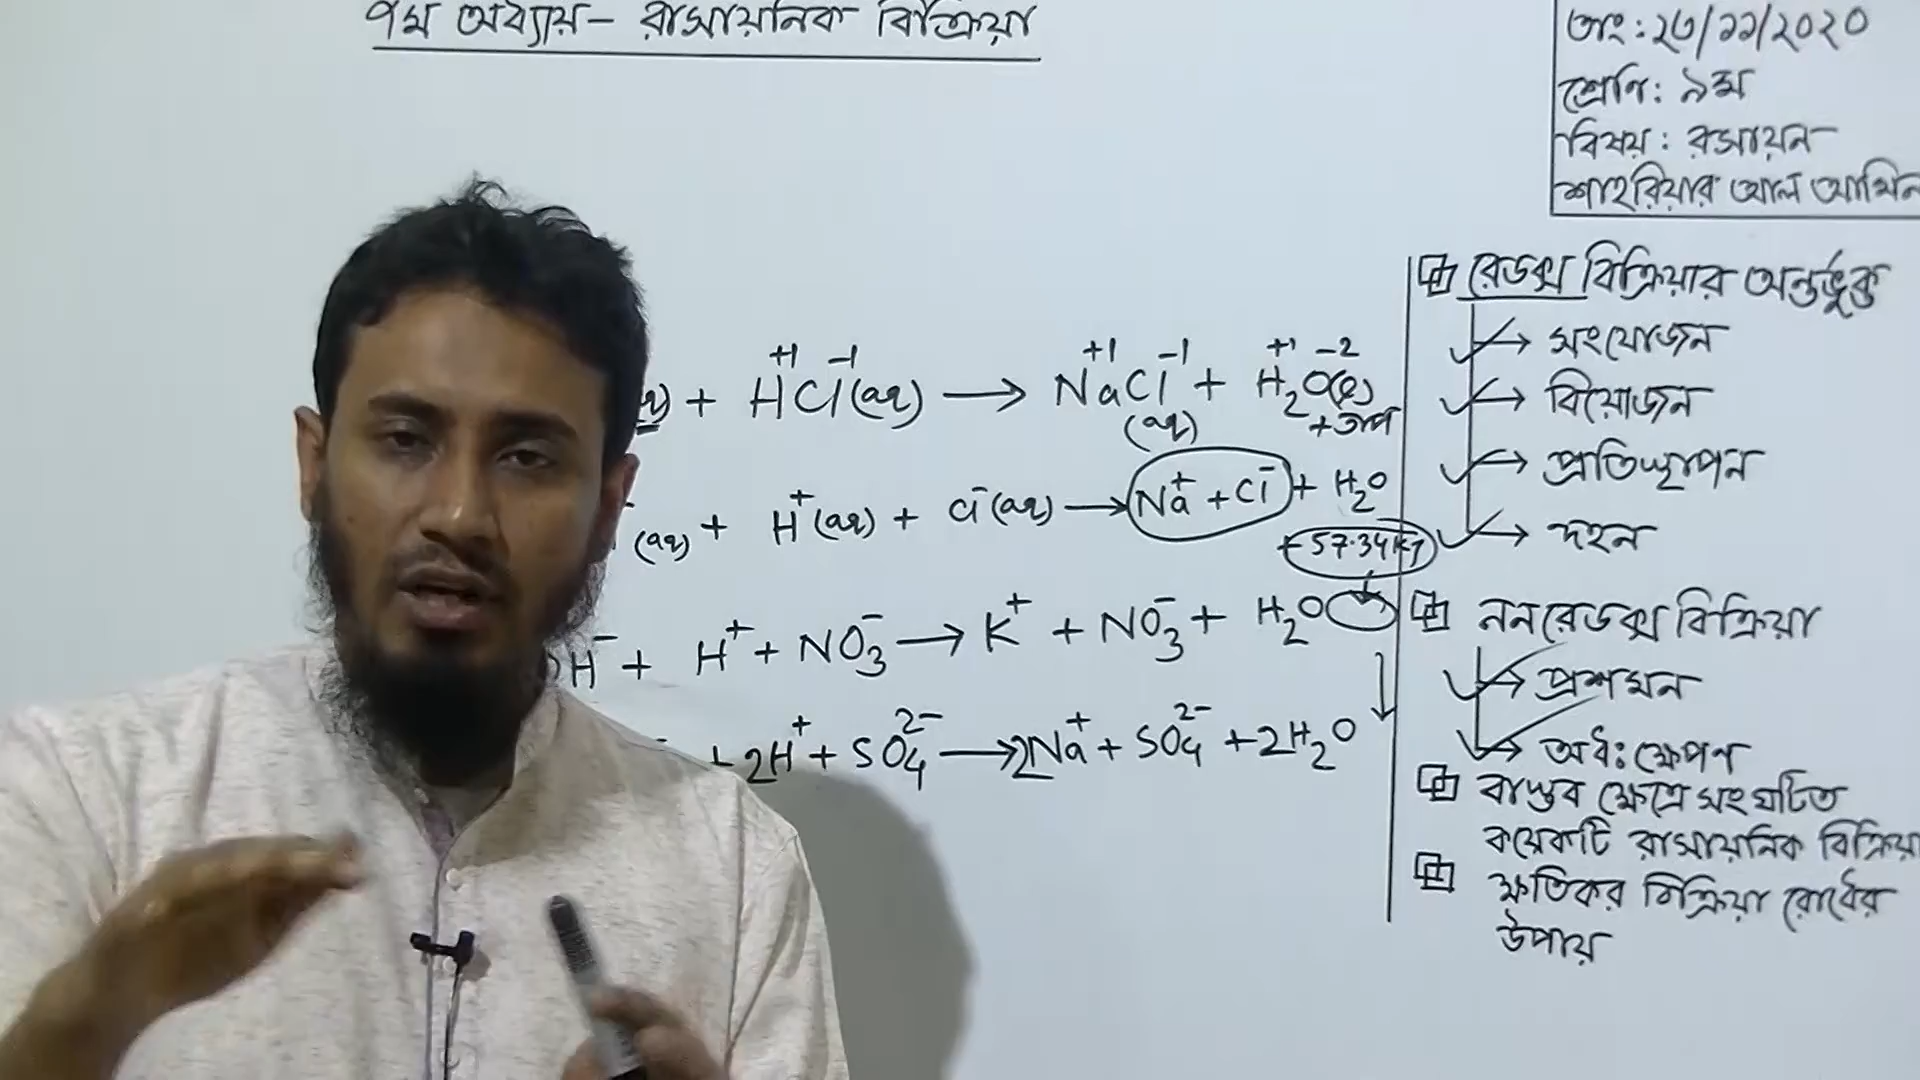 ৭ম অধ্যায়- রাসায়নিক বিক্রিয়া
তাং: ২৩/১১/২০২০
শ্রেণি: ৯ম
বিষয়: রসায়ন
শাহরিয়ার আল আমিন
+1 -1 +1 -1 +1 -2
+ HCl(aq) → NaCl + H₂O(l)
(aq) + তাপ
(aq) + H⁺(aq) + Cl⁻(aq) → Na⁺ + Cl⁻ + H₂O
+ 57.34 kJ
H⁻ + H⁺ + NO₃⁻ → K⁺ + NO₃⁻ + H₂O
+ 2H⁺ + SO₄²⁻ → 2Na⁺ + SO₄²⁻ + 2H₂O
রেডক্স বিক্রিয়ার অন্তর্ভুক্ত
→ সংযোজন
→ বিয়োজন
→ প্রতিস্থাপন
→ দহন
ননরেডক্স বিক্রিয়া
→ প্রশমন
→ অধঃক্ষেপণ
বাস্তব ক্ষেত্রে সংঘটিত
কয়েকটি রাসায়নিক বিক্রিয়া
ক্ষতিকর বিক্রিয়া রোধের
উপায়